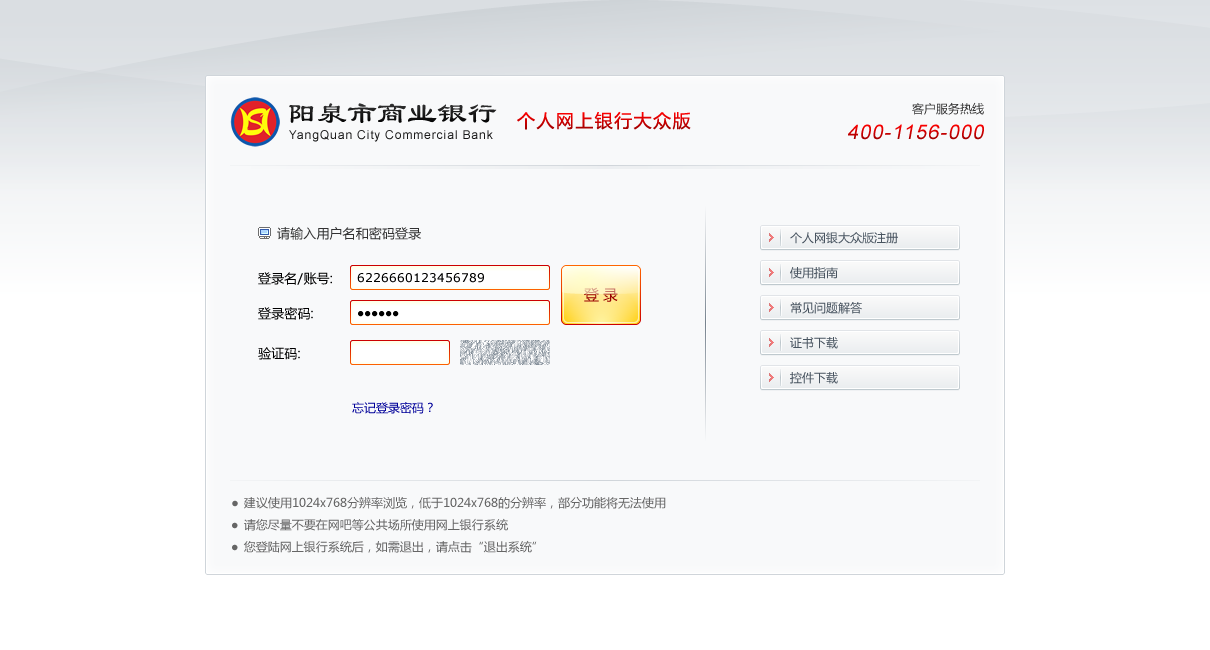 阳泉市商业银行
YangQuan City Commercial Bank
个人网上银行大众版
客户服务热线
400-1156-000
请输入用户名和密码登录
登录名/账号: 6226660123456789
登录密码: ●●●●●●
登 录
验证码:
忘记登录密码？
个人网银大众版注册
使用指南
常见问题解答
证书下载
控件下载
● 建议使用1024x768分辨率浏览，低于1024x768的分辨率，部分功能将无法使用
● 请您尽量不要在网吧等公共场所使用网上银行系统
● 您登陆网上银行系统后，如需退出，请点击“退出系统”